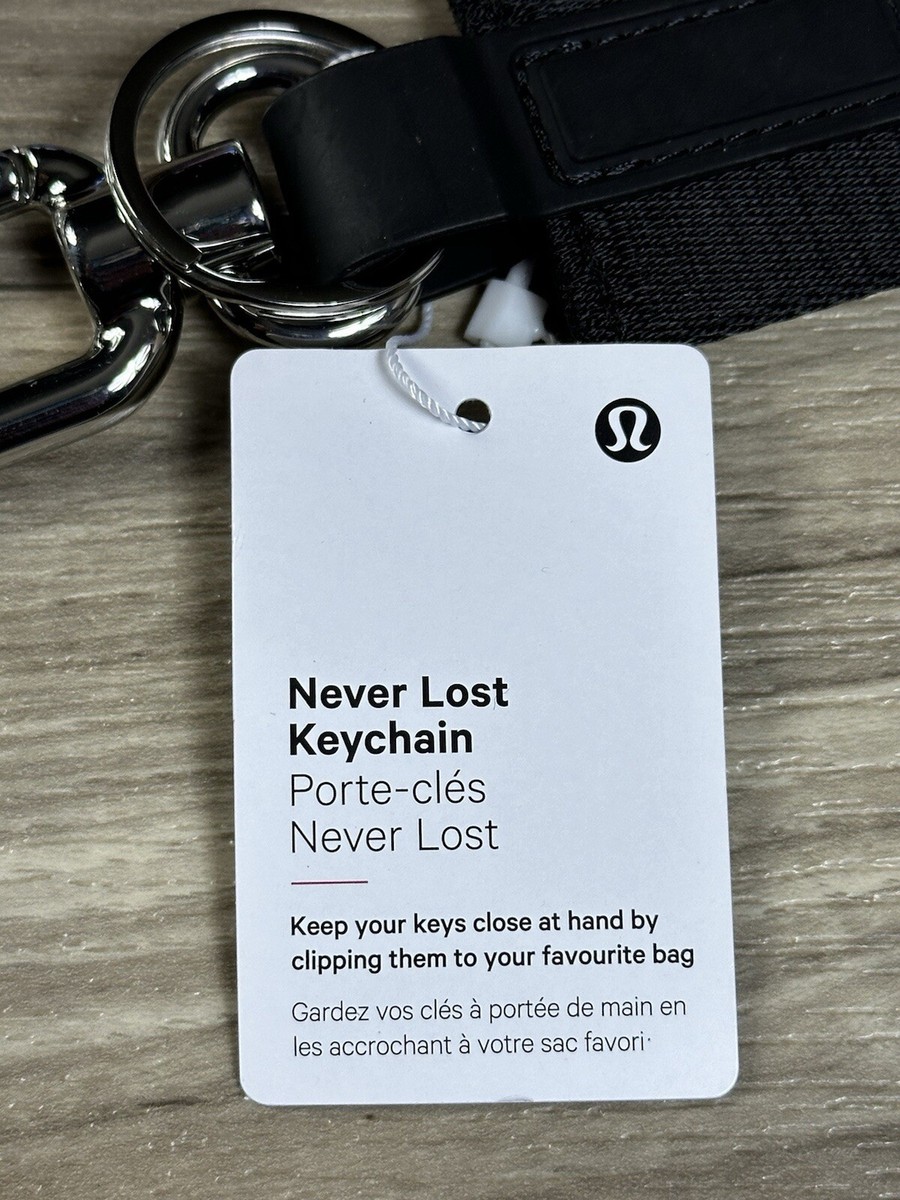 Never Lost
Keychain
Porte-clés
Never Lost
Keep your keys close at hand by
clipping them to your favourite bag
Gardez vos clés à portée de main en
les accrochant à votre sac favori